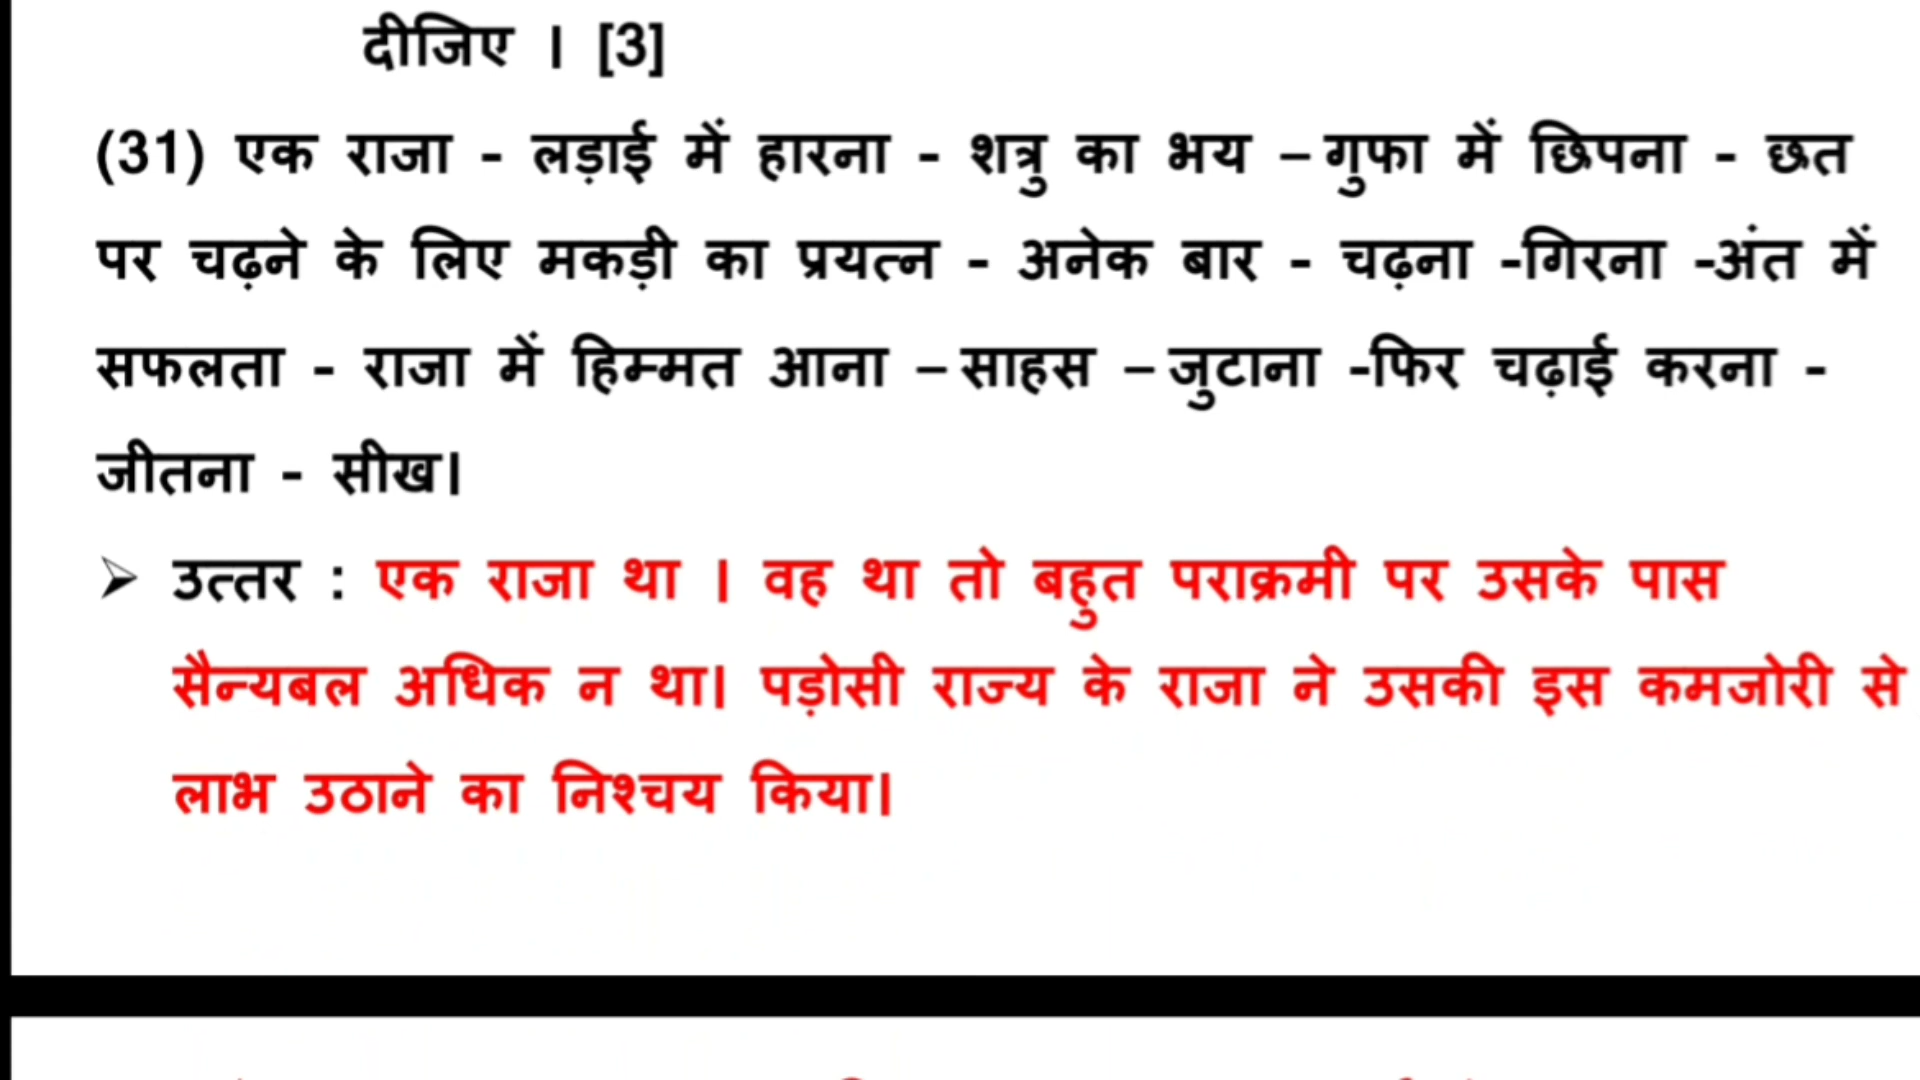 दीजिए । [3]
(31) एक राजा - लड़ाई में हारना - शत्रु का भय – गुफा में छिपना - छत
पर चढ़ने के लिए मकड़ी का प्रयत्न - अनेक बार - चढ़ना -गिरना -अंत में
सफलता - राजा में हिम्मत आना – साहस – जुटाना -फिर चढ़ाई करना -
जीतना - सीख।
➢ उत्तर : एक राजा था । वह था तो बहुत पराक्रमी पर उसके पास
सैन्यबल अधिक न था। पड़ोसी राज्य के राजा ने उसकी इस कमजोरी से
लाभ उठाने का निश्चय किया।